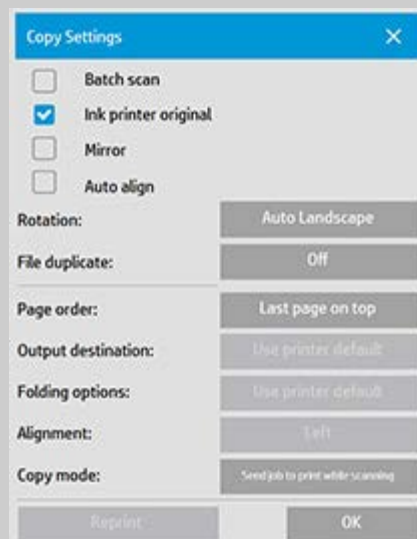 Copy Settings
Batch scan
Ink printer original
Mirror
Auto align
Rotation: Auto Landscape
File duplicate: Off
Page order: Last page on top
Output destination: Use printer default
Folding options: Use printer default
Alignment: Left
Copy mode: Send job to print while scanning
Reprint OK